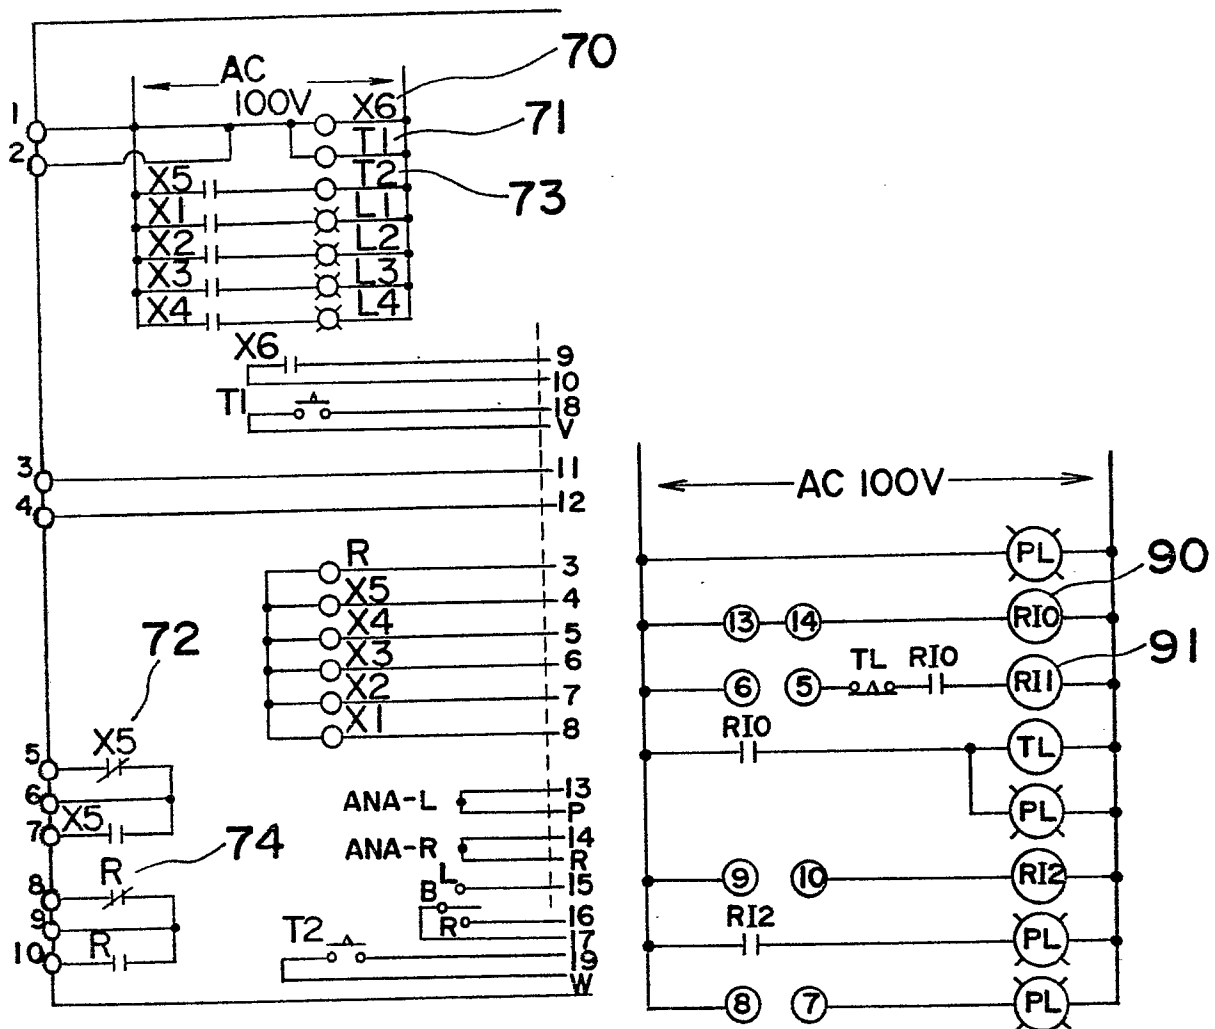 AC
100V
70
1
X6
71
2
T1
X5
T2
73
X1
L1
X2
L2
X3
L3
X4
L4
X6
9
10
T1
18
V
3
11
4
12
AC 100V
R
3
X5
4
X4
5
X3
6
X2
7
X1
8
72
X5
5
6
X5
7
ANA-L
13
P
ANA-R
14
R
74
R
8
9
R
10
L
15
B
R
16
17
T2
19
W
PL
90
13
14
RI0
TL
RI0
91
6
5
RI1
RI0
TL
PL
9
10
RI2
RI2
PL
8
7
PL